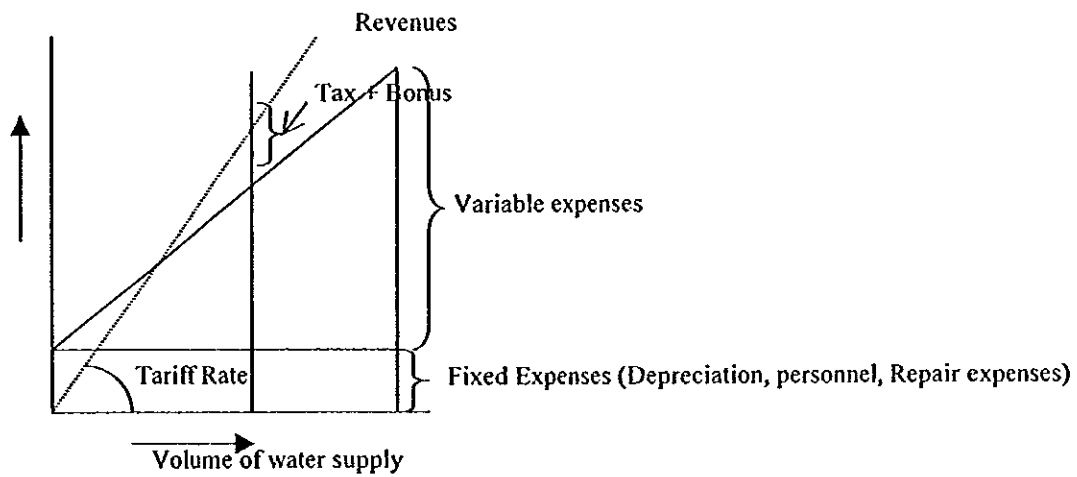 Revenues
Tax + Bonus
Variable expenses
Tariff Rate
Fixed Expenses (Depreciation, personnel, Repair expenses)
Volume of water supply